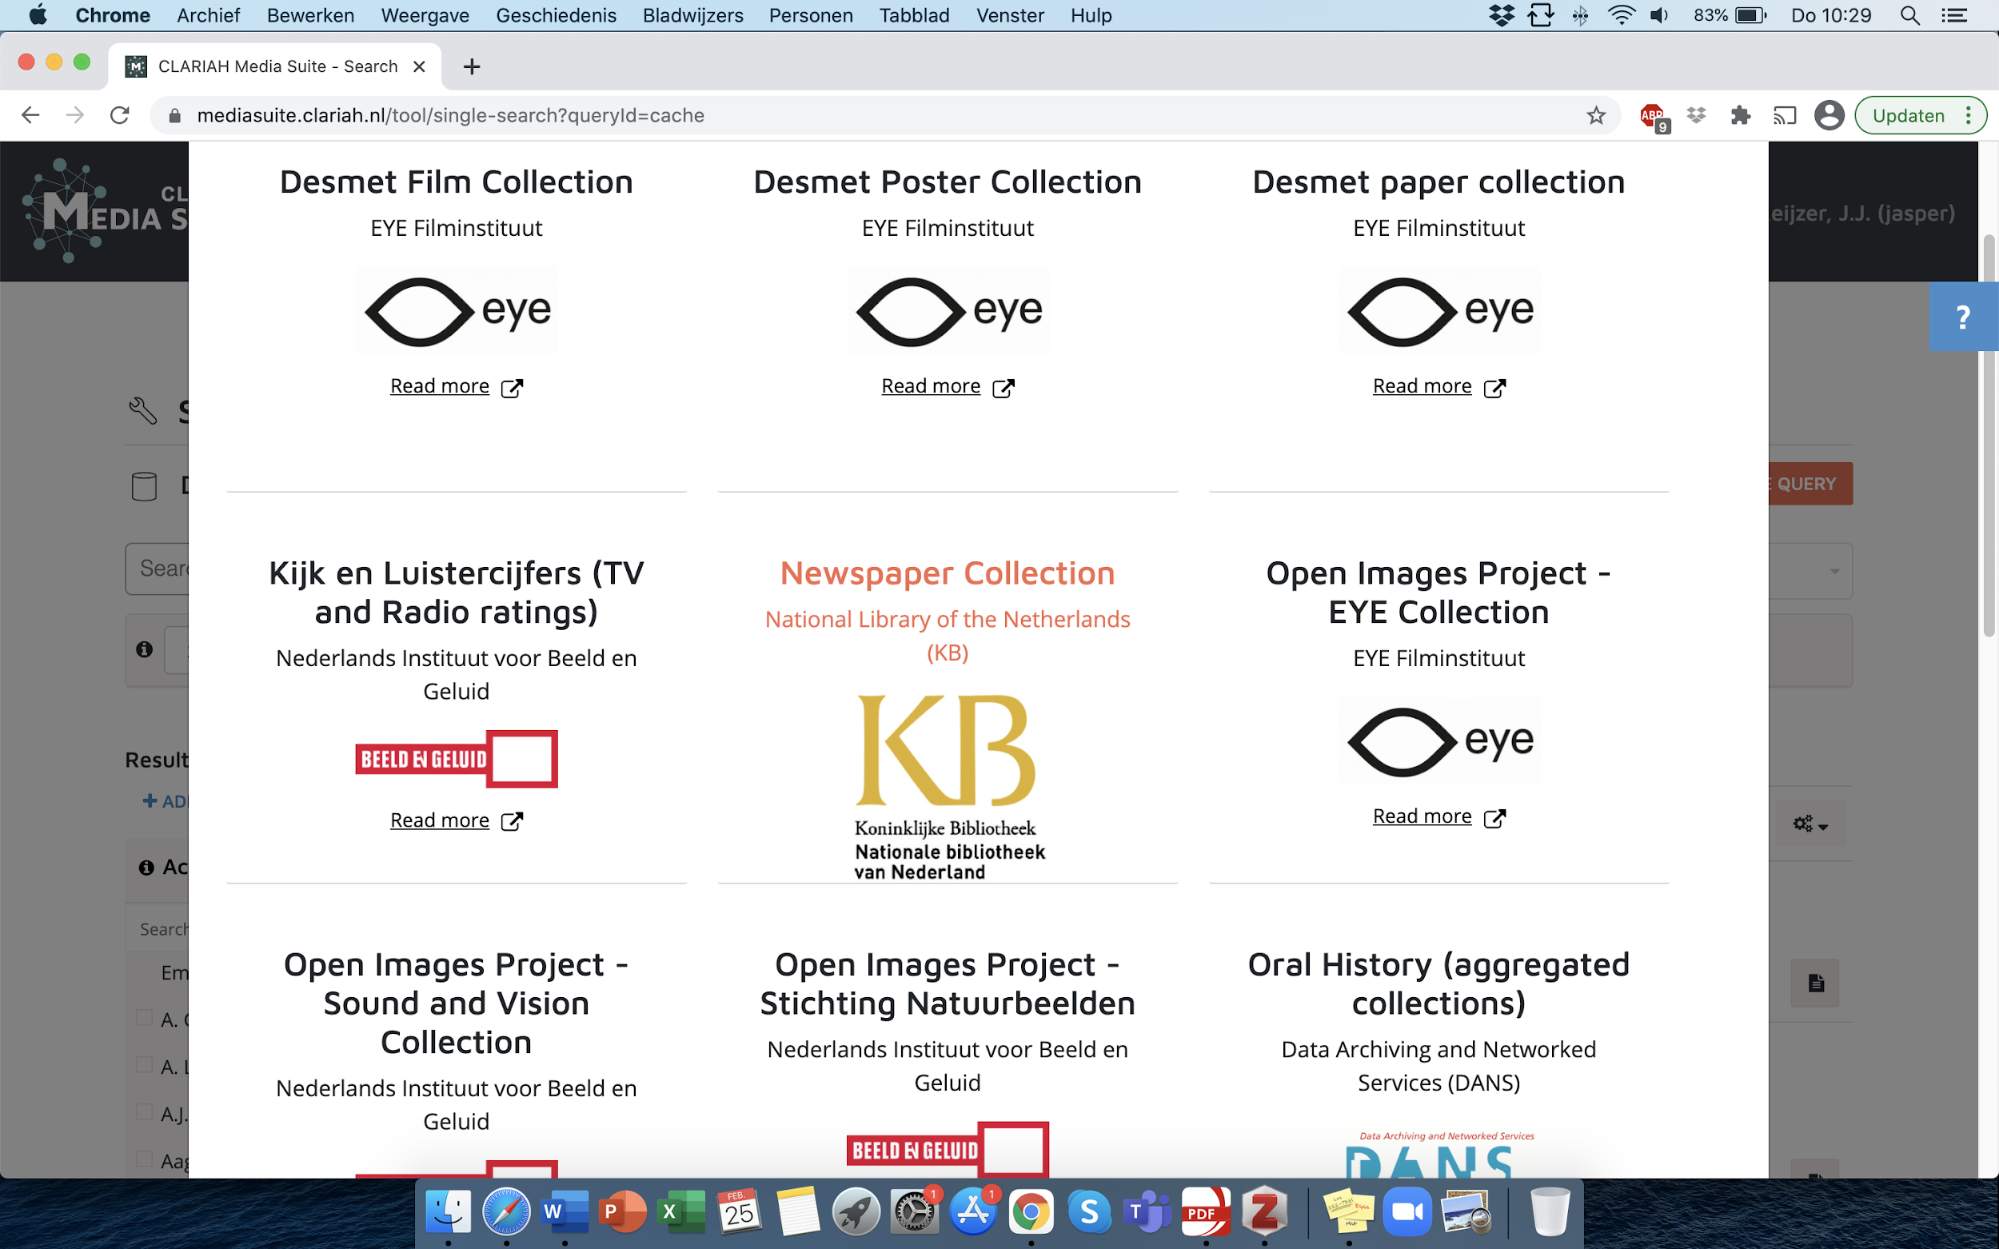 Chrome Archief Bewerken Weergave Geschiedenis Bladwijzers Personen Tabblad Venster Hulp 83% Do 10:29
CLARIAH Media Suite - Search
mediasuite.clariah.nl/tool/single-search?queryId=cache
ABP 9
Updaten
CL
MEDIA S
eijzer, J.J. (jasper)
?
Desmet Film Collection
EYE Filminstituut
eye
Read more
Desmet Poster Collection
EYE Filminstituut
eye
Read more
Desmet paper collection
EYE Filminstituut
eye
Read more
QUERY
Sear
Kijk en Luistercijfers (TV
and Radio ratings)
Nederlands Instituut voor Beeld en
Geluid
BEELD EN GELUID
Read more
Newspaper Collection
National Library of the Netherlands
(KB)
KB
Koninklijke Bibliotheek
Nationale bibliotheek
van Nederland
Open Images Project -
EYE Collection
EYE Filminstituut
eye
Read more
Result
+ ADD
Ac
Search
Em
A. 
A. L
A.J.
Aag
Open Images Project -
Sound and Vision
Collection
Nederlands Instituut voor Beeld en
Geluid
Open Images Project -
Stichting Natuurbeelden
Nederlands Instituut voor Beeld en
Geluid
BEELD EN GELUID
Oral History (aggregated
collections)
Data Archiving and Networked
Services (DANS)
Data Archiving and Networked Services
DANS
W P X FEB. 25 1 1 S T PDF Z